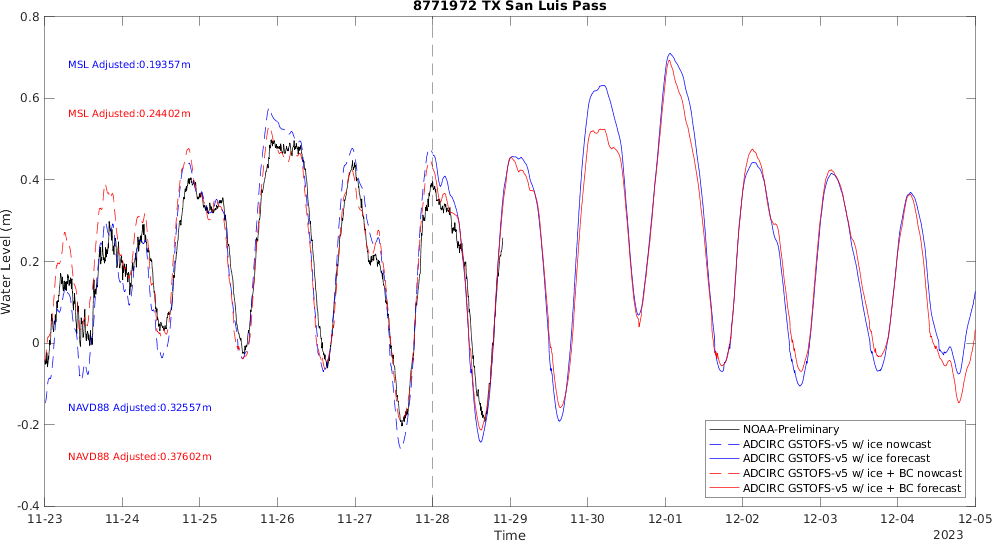 8771972 TX San Luis Pass
Water Level (m)
0.8
0.6
0.4
0.2
0
-0.2
-0.4
MSL Adjusted:0.19357m
MSL Adjusted:0.24402m
NAVD88 Adjusted:0.32557m
NAVD88 Adjusted:0.37602m
NOAA-Preliminary
ADCIRC GSTOFS-v5 w/ ice nowcast
ADCIRC GSTOFS-v5 w/ ice forecast
ADCIRC GSTOFS-v5 w/ ice + BC nowcast
ADCIRC GSTOFS-v5 w/ ice + BC forecast
11-23 11-24 11-25 11-26 11-27 11-28 11-29 11-30 12-01 12-02 12-03 12-04 12-05
Time
2023